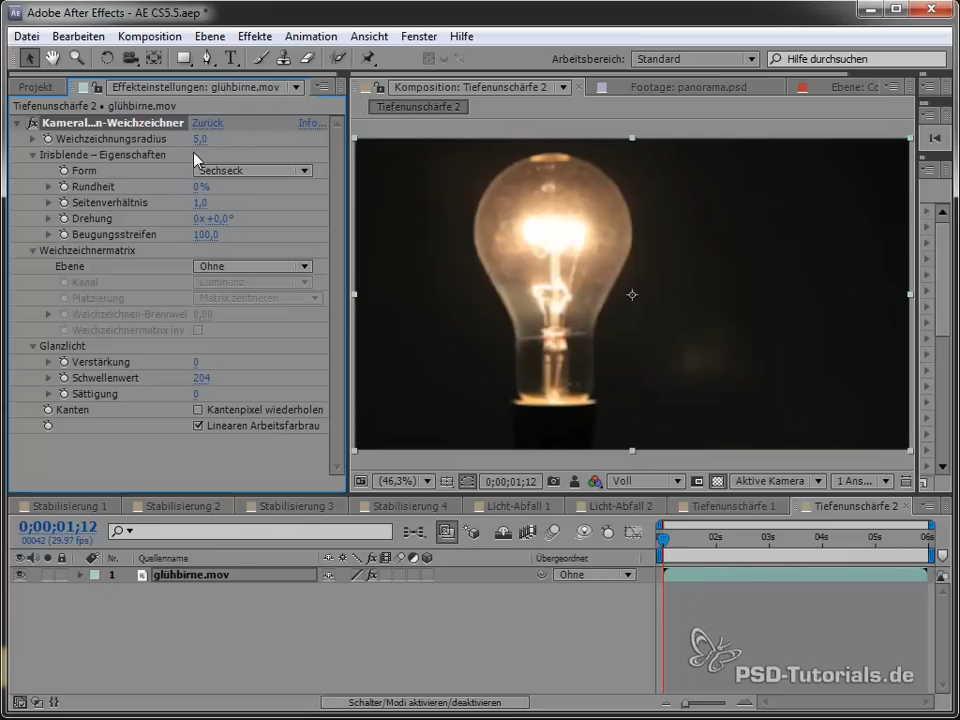 Adobe After Effects - AE CS5.5.aep *
Datei Bearbeiten Komposition Ebene Effekte Animation Ansicht Fenster Hilfe
Arbeitsbereich: Standard Hilfe durchsuchen
Projekt Effekteinstellungen: glühbirne.mov Komposition: Tiefenunschärfe 2 Footage: panorama.psd Ebene: Co
Tiefenunschärfe 2 • glühbirne.mov
Tiefenunschärfe 2
Kameral...n-Weichzeichner Zurück Info...
Weichzeichnungsradius 5,0
Irisblende – Eigenschaften
Form Sechseck
Rundheit 0%
Seitenverhältnis 1,0
Drehung 0x+0,0°
Beugungsstreifen 100,0
Weichzeichnermatrix
Ebene Ohne
Kanal Luminanz
Platzierung Matrix zentrieren
Weichzeichnen-Brennwei 0,00
Weichzeichnermatrix inv
Glanzlicht
Verstärkung 0
Schwellenwert 204
Sättigung 0
Kanten Kantenpixel wiederholen
Linearen Arbeitsfarbrau
(46,3%) 0;00;01;12 Voll Aktive Kamera 1 Ans...
Stabilisierung 1 Stabilisierung 2 Stabilisierung 3 Stabilisierung 4 Licht-Abfall 1 Licht-Abfall 2 Tiefenschärfe 1 Tiefenunschärfe 2
0;00;01;12
00042 (29.97 fps)
02s 03s 04s 05s 06s
Nr. Quellenname Übergeordnet
1 glühbirne.mov Ohne
PSD-Tutorials.de
Schalter/Modi aktivieren/deaktivieren